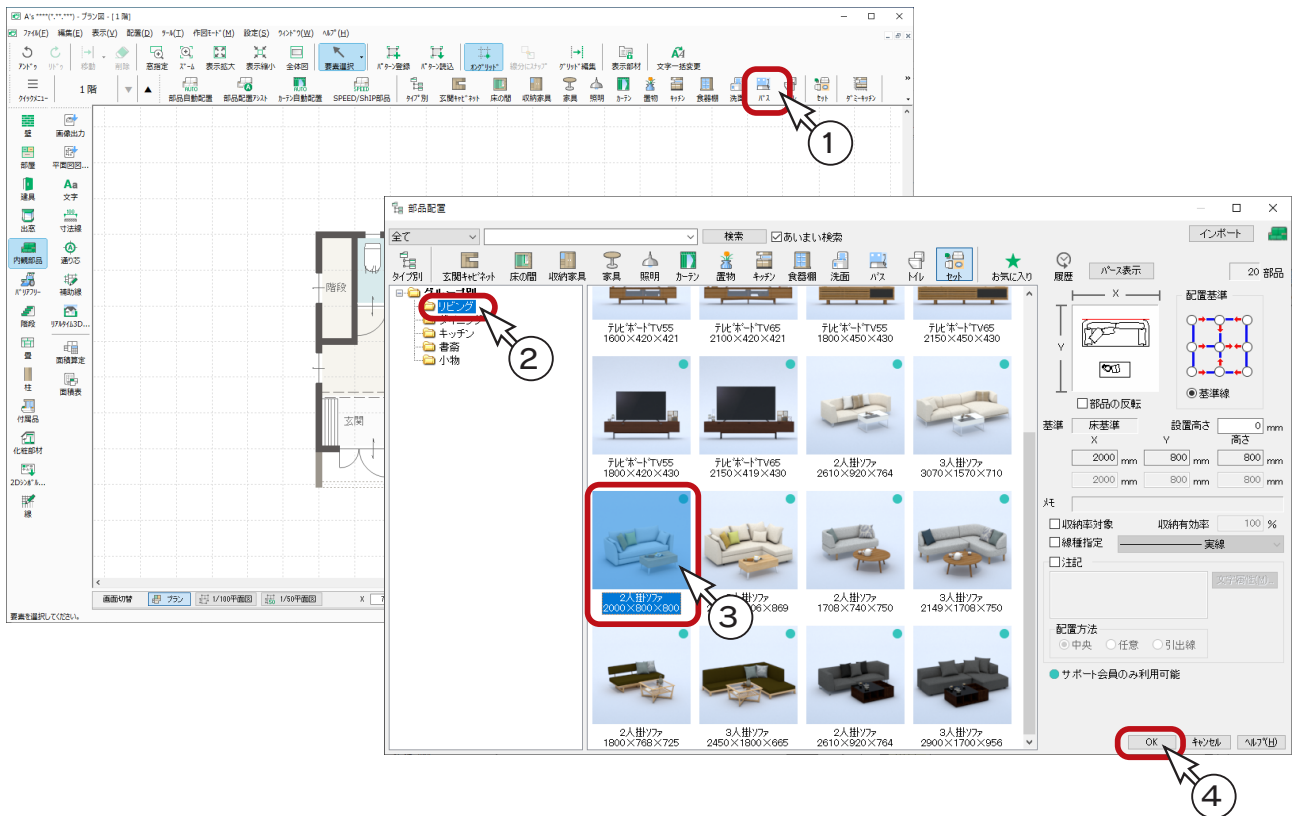 A's ****(*.**.***) - プラン図 - [1 階]
ﾌｧｲﾙ(F) 編集(E) 表示(V) 配置(D) ﾂｰﾙ(T) 作図ﾓｰﾄﾞ(M) 設定(S) ｳｨﾝﾄﾞｳ(W) ﾍﾙﾌﾟ(H)
ｱﾝﾄﾞｩ ﾘﾄﾞｩ 移動 削除 窓指定 ｽﾞｰﾑ 表示拡大 表示縮小 全体図 要素選択 ﾊﾟﾀｰﾝ登録 ﾊﾟﾀｰﾝ読込 ｵﾝｸﾞﾘｯﾄﾞ 線分にｽﾅｯﾌﾟ ｸﾞﾘｯﾄﾞ編集 表示部材 文字一括変更
ｸｲｯｸﾒﾆｭｰ 1 階 部品自動配置 部品配置ｱｼｽﾄ ｶｰﾃﾝ自動配置 SPEED/ShIP部品 ﾀｲﾌﾟ別 玄関ｷｬﾋﾞﾈｯﾄ 床の間 収納家具 家具 照明 ｶｰﾃﾝ 置物 ｷｯﾁﾝ 食器棚 洗面 ﾊﾞｽ ｾｯﾄ ﾀﾞﾐｰｷｯﾁﾝ
1
壁 画像出力
部屋 平面図図...
建具 Aa 文字
出窓 寸法線
内観部品 通り芯
ﾊﾞﾘｱﾌﾘｰ 補助線
階段 ﾘｱﾙﾀｲﾑ3D...
畳 面積算定
柱 面積表
付属品
化粧部材
2Dｼﾝﾎﾞﾙ...
線
階段
玄関
画面切替 プラン 1/100平面図 1/50平面図 X 7
要素を選択してください。
部品配置
全て 検索 あいまい検索 インポート
タイプ別 玄関ｷｬﾋﾞﾈｯﾄ 床の間 収納家具 家具 照明 ｶｰﾃﾝ 置物 ｷｯﾁﾝ 食器棚 洗面 ﾊﾞｽ ﾄｲﾚ ｾｯﾄ お気に入り 履歴 パース表示 20 部品
グループ別
リビング
ダイニング
キッチン
書斎
小物
2
ﾃﾚﾋﾞﾎﾞｰﾄﾞTV55 ﾃﾚﾋﾞﾎﾞｰﾄﾞTV65 ﾃﾚﾋﾞﾎﾞｰﾄﾞTV55 ﾃﾚﾋﾞﾎﾞｰﾄﾞTV65
1600×420×421 2100×420×421 1800×450×430 2150×450×430
ﾃﾚﾋﾞﾎﾞｰﾄﾞTV55 ﾃﾚﾋﾞﾎﾞｰﾄﾞTV65 2人掛ｿﾌｧ 3人掛ｿﾌｧ
1800×420×430 2150×419×430 2610×920×764 3070×1570×710
2人掛ｿﾌｧ 3人掛ｿﾌｧ 2人掛ｿﾌｧ 3人掛ｿﾌｧ
2000×800×800 06×869 1708×740×750 2149×1708×750
3
2人掛ｿﾌｧ 3人掛ｿﾌｧ 2人掛ｿﾌｧ 3人掛ｿﾌｧ
1800×768×725 2450×1800×665 2610×920×764 2900×1700×956
X
Y
配置基準
基準線
部品の反転
基準 床基準 設置高さ 0 mm
X Y 高さ
2000 mm 800 mm 800 mm
2000 mm 800 mm 800 mm
ﾒﾓ
収納率対象 収納有効率 100 %
線種指定 実線
注記
配置方法
中央 任意 引出線
サポート会員のみ利用可能
OK キャンセル ヘルプ(H)
4